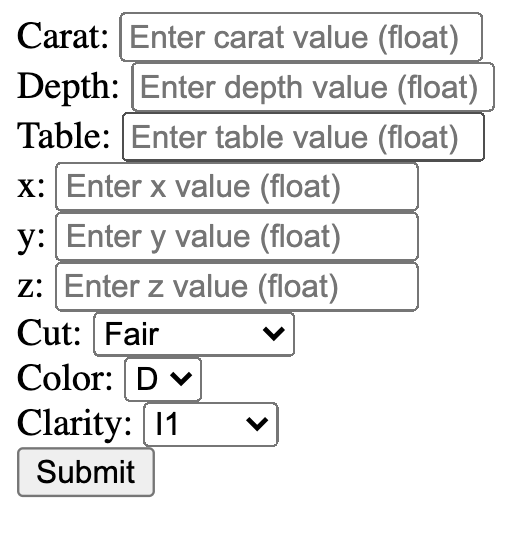 Carat: Enter carat value (float)
Depth: Enter depth value (float)
Table: Enter table value (float)
x: Enter x value (float)
y: Enter y value (float)
z: Enter z value (float)
Cut: Fair
Color: D
Clarity: I1
Submit